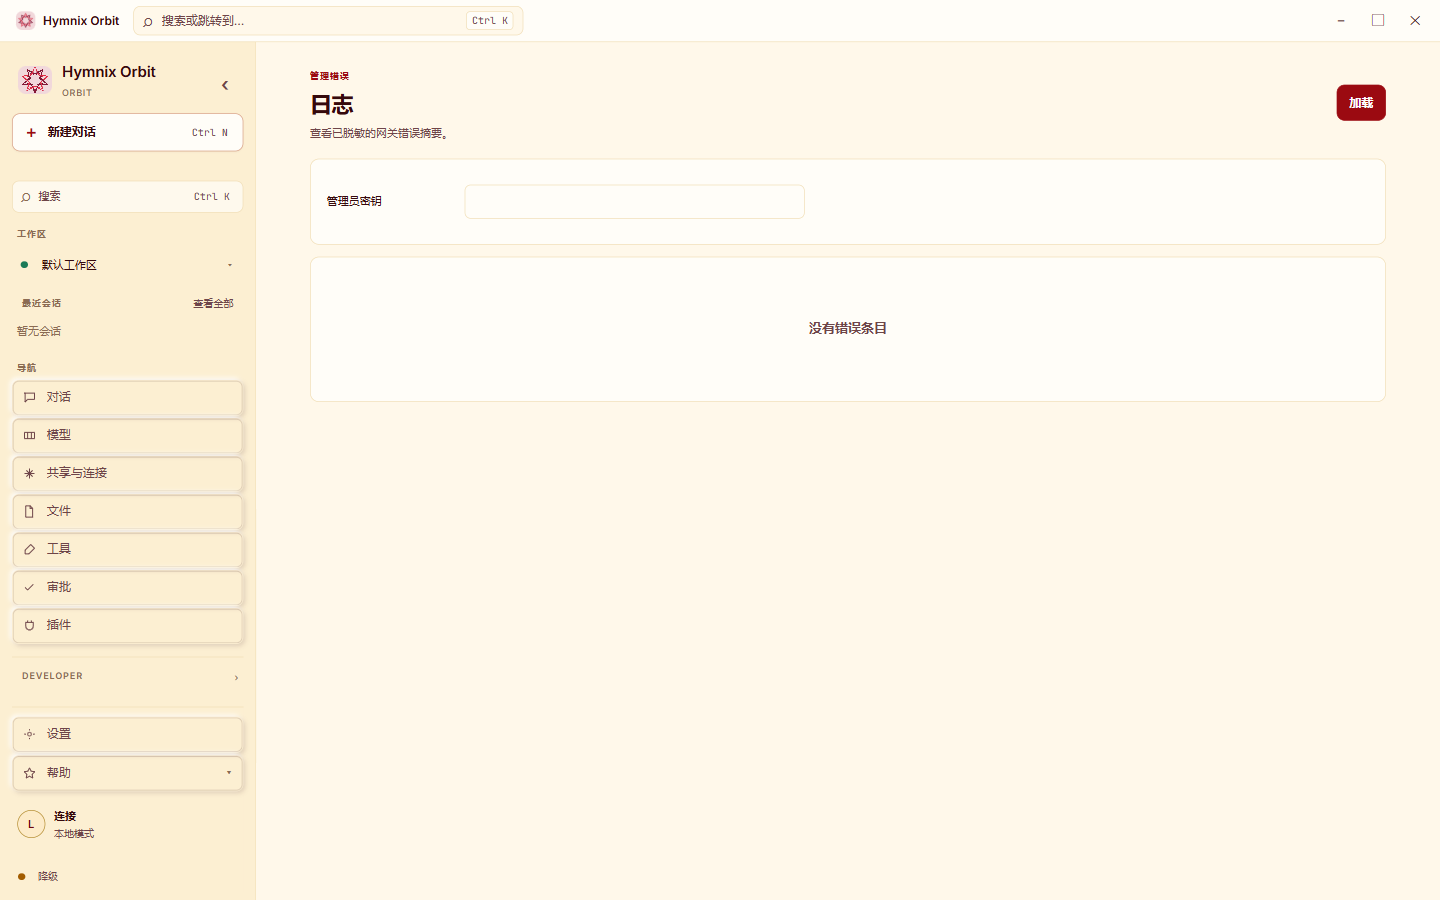 Hymnix Orbit
搜索或跳转到...
Ctrl K
Hymnix Orbit
ORBIT
新建对话
Ctrl N
搜索
Ctrl K
工作区
默认工作区
最近会话
查看全部
暂无会话
导航
对话
模型
共享与连接
文件
工具
审批
插件
DEVELOPER
设置
帮助
L
连接
本地模式
降级
管理错误
日志
查看已脱敏的网关错误摘要。
加载
管理员密钥
没有错误条目